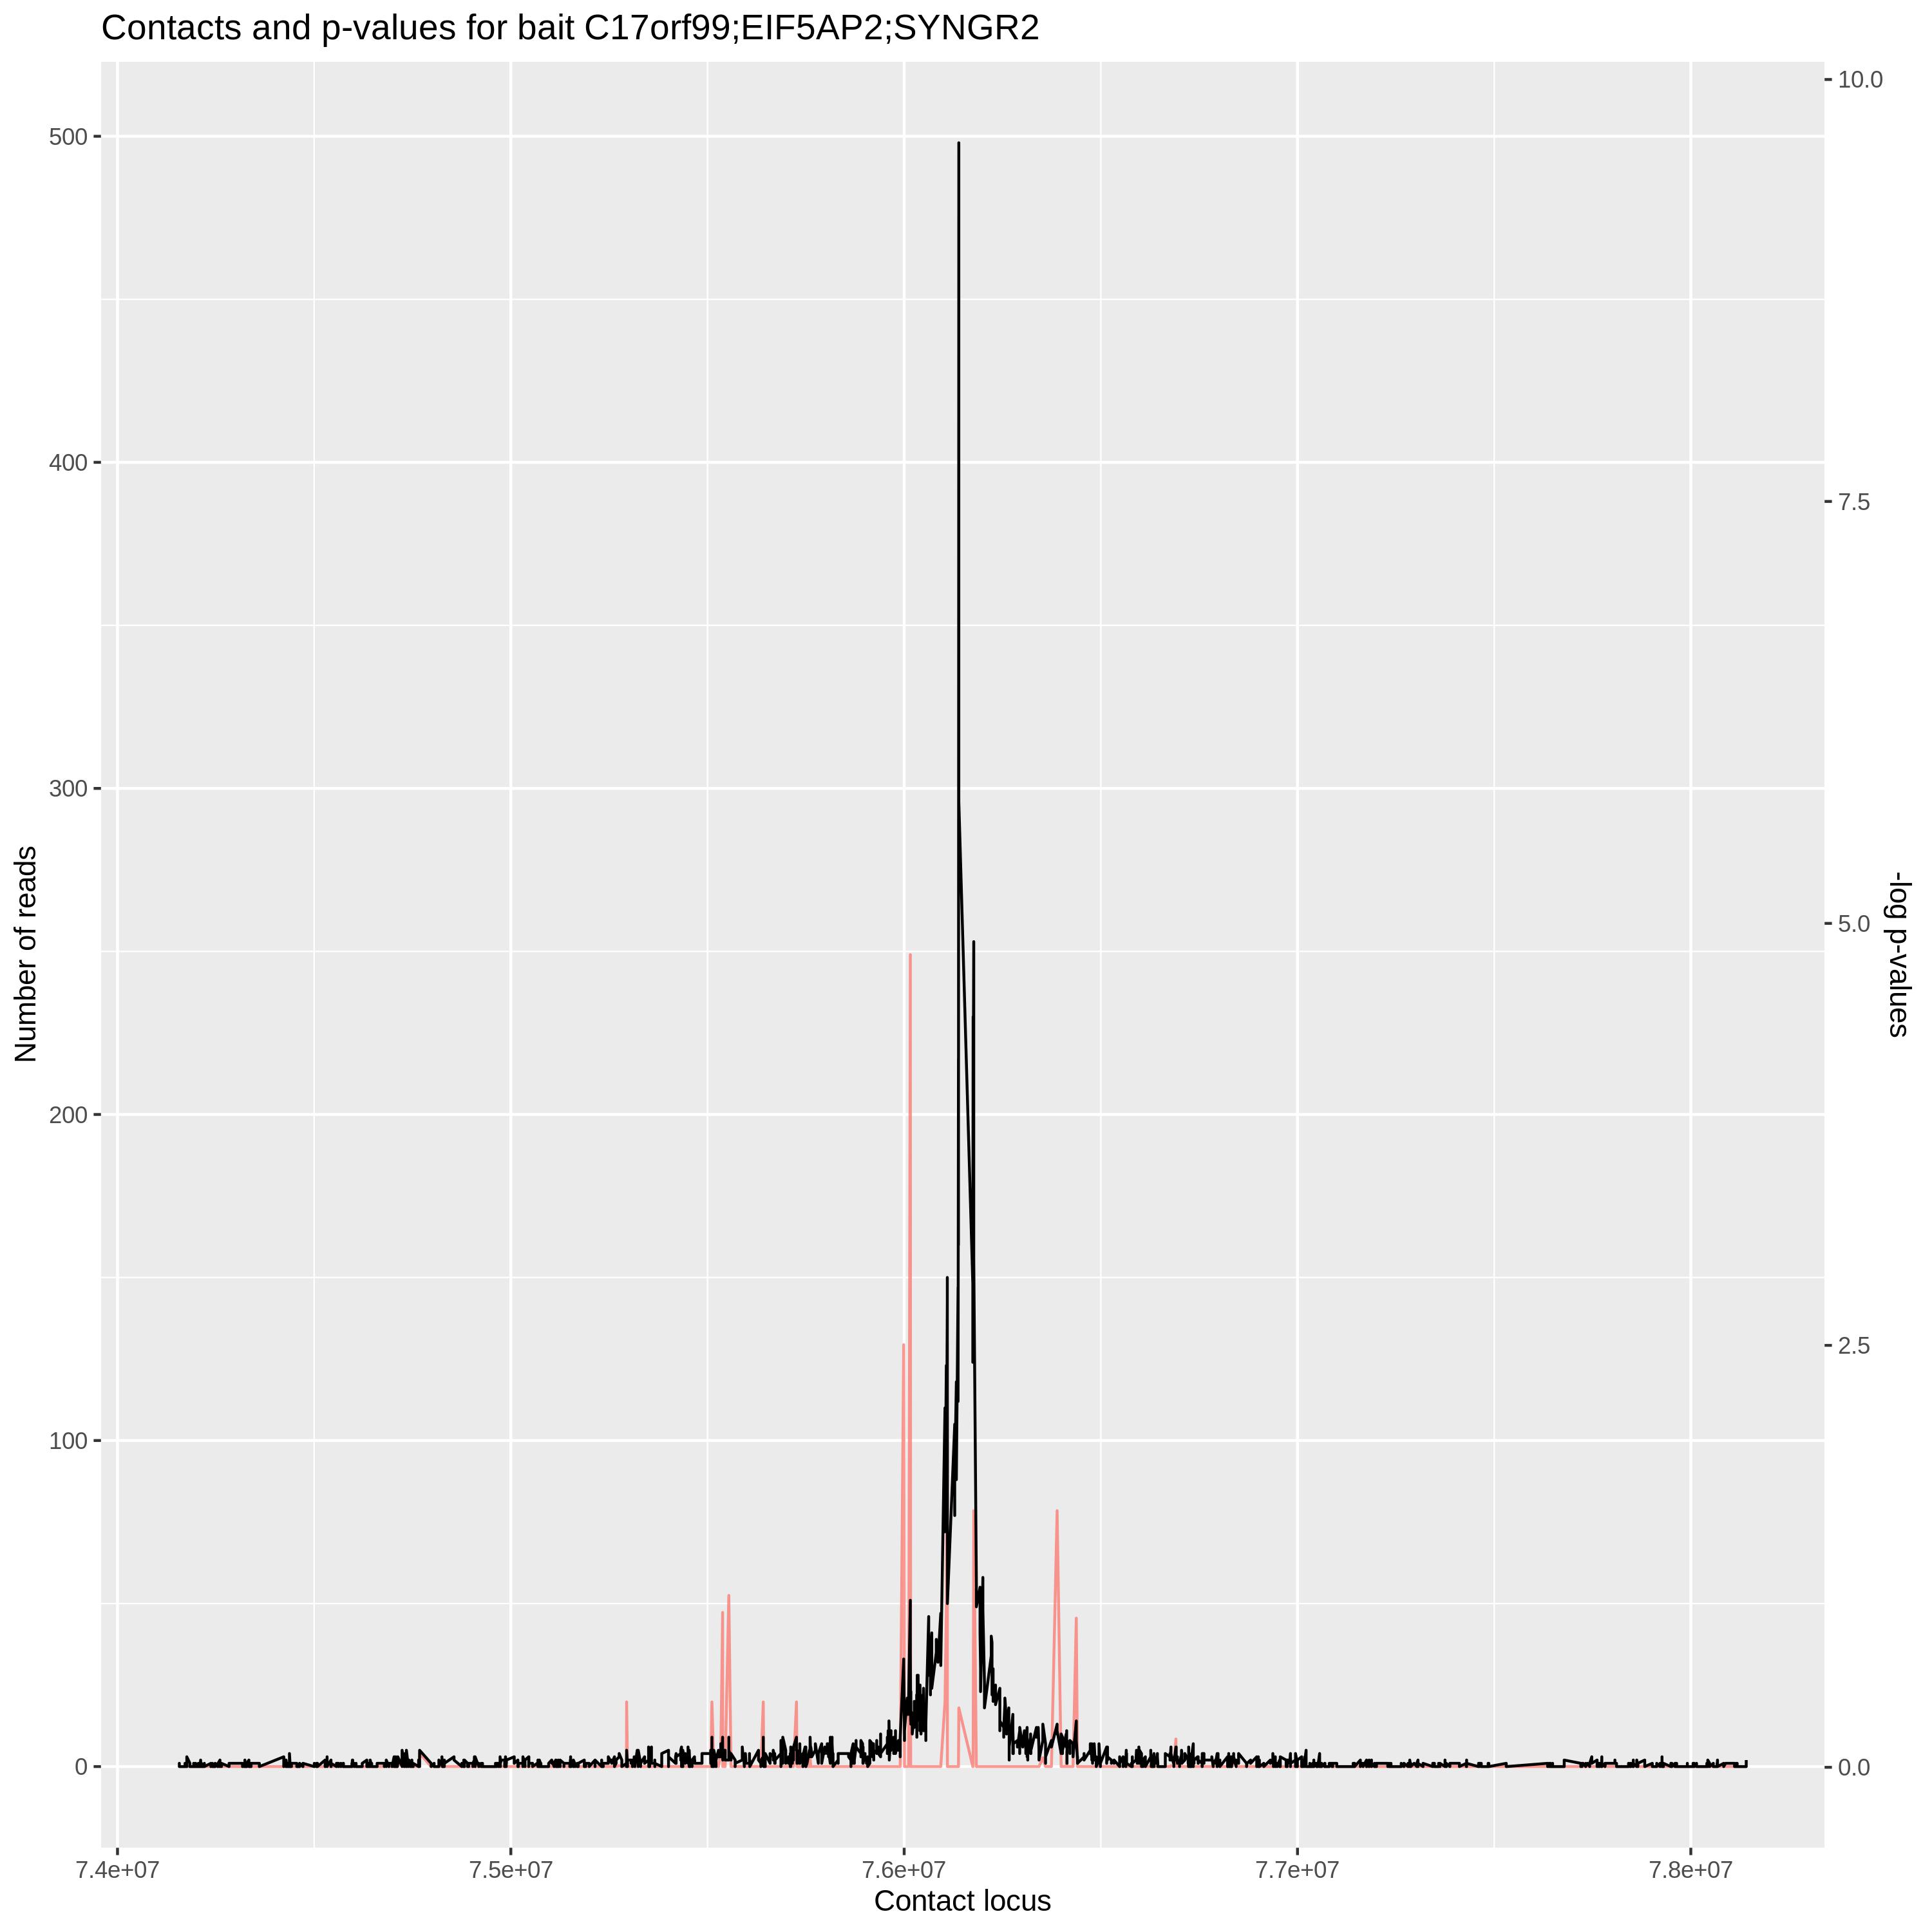 Contacts and p-values for bait C17orf99;EIF5AP2;SYNGR2
10.0
500
400
7.5
300
Number of reads
5.0
-log p-values
200
2.5
100
0
0.0
7.4e+07 7.5e+07 7.6e+07 7.7e+07 7.8e+07
Contact locus